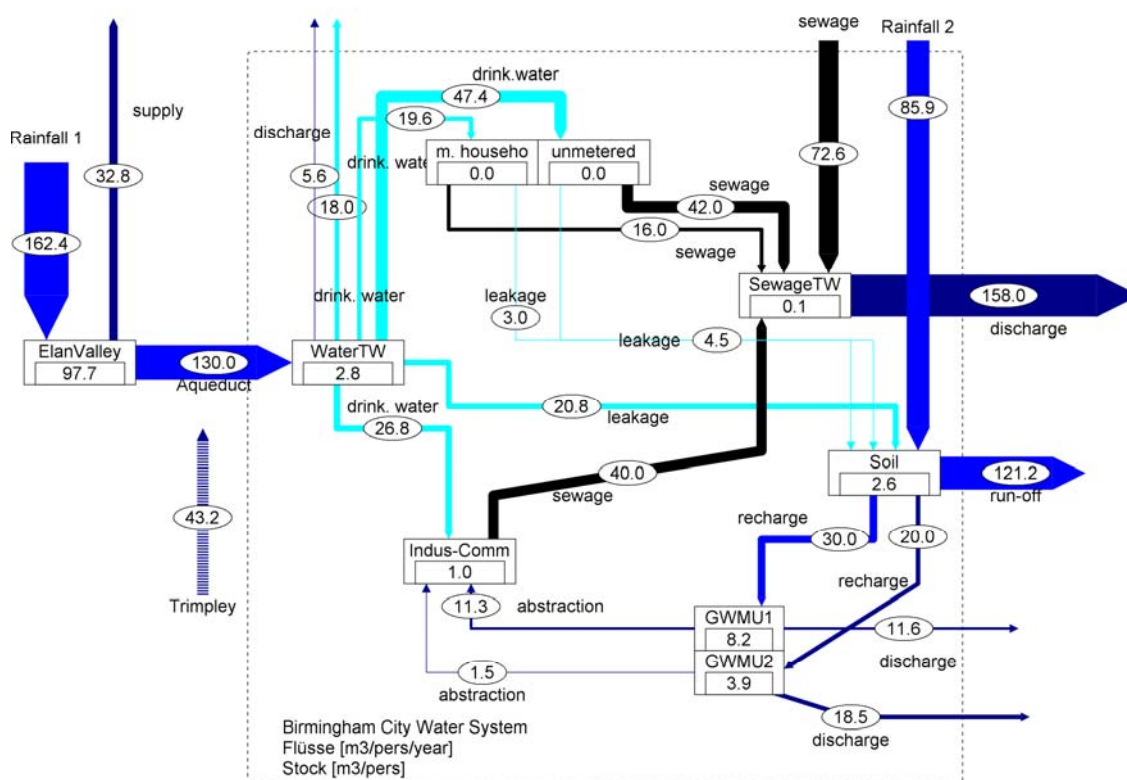 sewage
Rainfall 2
drink.water
47.4
85.9
supply
19.6
discharge
Rainfall 1
m. househo
unmetered
drink. wate
72.6
32.8
5.6
0.0
0.0
sewage
18.0
42.0
162.4
16.0
sewage
drink. water
leakage
SewageTW
158.0
3.0
0.1
discharge
ElanValley
130.0
WaterTW
leakage
4.5
97.7
Aqueduct
2.8
drink. water
20.8
leakage
26.8
Soil
121.2
40.0
2.6
run-off
sewage
43.2
recharge
30.0
20.0
Indus-Comm
1.0
recharge
Trimpley
11.3
abstraction
GWMU1
11.6
8.2
discharge
1.5
GWMU2
abstraction
3.9
18.5
discharge
Birmingham City Water System
Flüsse [m3/pers/year]
Stock [m3/pers]